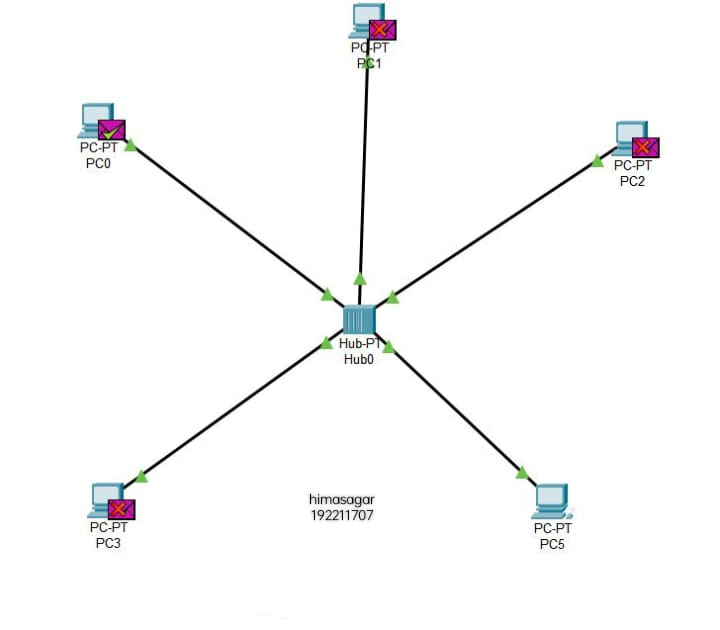 PC-PT
PC1
PC-PT
PC0
PC-PT
PC2
Hub-PT
Hub0
himasagar
192211707
PC-PT
PC3
PC-PT
PC5